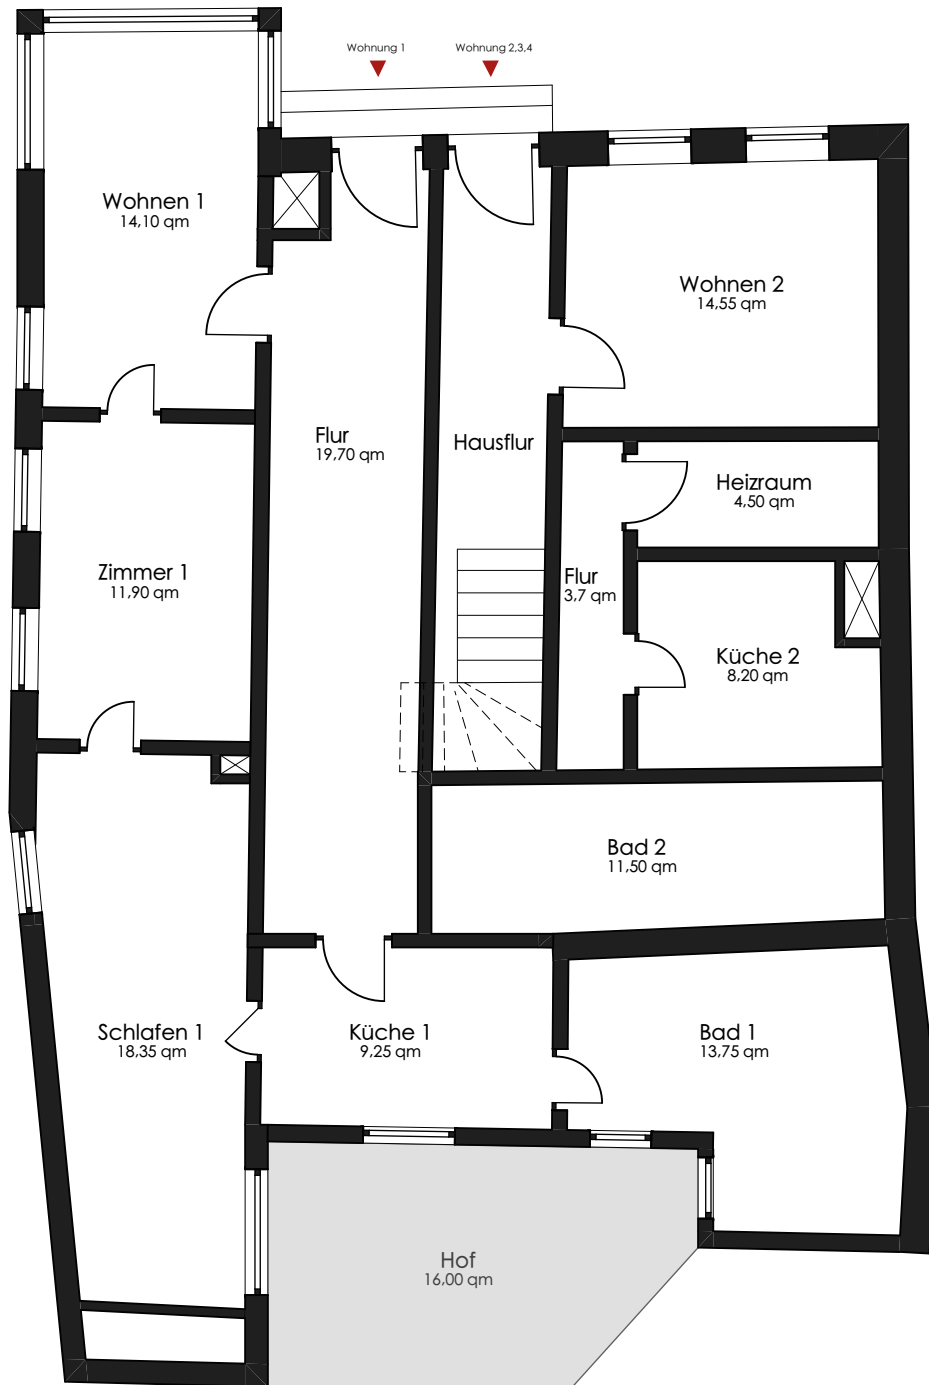 Wohnung 1
Wohnung 2,3,4
Wohnen 1
14,10 qm
Wohnen 2
14,55 qm
Flur
19,70 qm
Hausflur
Heizraum
4,50 qm
Zimmer 1
11,90 qm
Flur
3,7 qm
Küche 2
8,20 qm
Bad 2
11,50 qm
Schlafen 1
18,35 qm
Küche 1
9,25 qm
Bad 1
13,75 qm
Hof
16,00 qm